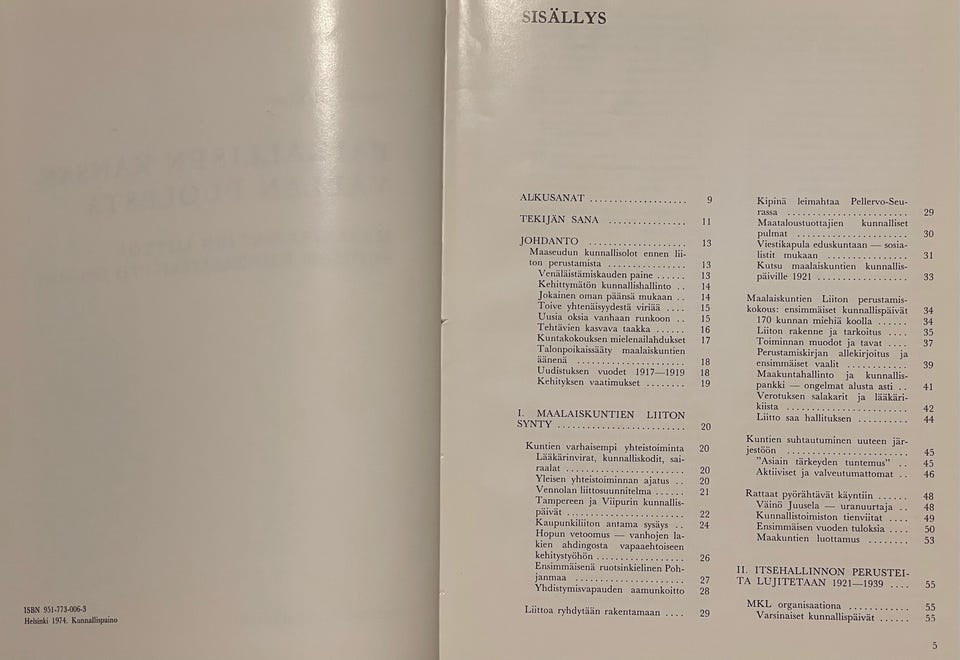 ISBN 951-773-006-3
Helsinki 1974. Kunnallispaino
SISÄLLYS
ALKUSANAT .................... 9
TEKIJÄN SANA ................ 11
JOHDANTO .................... 13
Maaseudun kunnallisolot ennen lii-
ton perustamista ................ 13
Venäläistämiskauden paine ...... 13
Kehittymätön kunnallishallinto .. 14
Jokainen oman päänsä mukaan .. 14
Toive yhtenäisyydestä viriää .... 15
Uusia oksia vanhaan runkoon .. 15
Tehtävien kasvava taakka ...... 16
Kuntakokouksen mielenailahdukset 17
Talonpoikaissääty maalaiskuntien
äänenä ...................... 18
Uudistuksen vuodet 1917—1919 18
Kehityksen vaatimukset ........ 19
I. MAALAISKUNTIEN LIITON
SYNTY .......................... 20
Kuntien varhaisempi yhteistoiminta 20
Lääkärinvirat, kunnalliskodit, sai-
raalat ........................ 20
Yleisen yhteistoiminnan ajatus .. 20
Vennolan liittosuunnitelma ...... 21
Tampereen ja Viipurin kunnallis-
päivät ........................ 22
Kaupunkiliiton antama sysäys .. 24
Hopun vetoomus — vanhojen la-
kien ahdingosta vapaaehtoiseen
kehitystyöhön .................. 26
Ensimmäisenä ruotsinkielinen Poh-
janmaa ...................... 27
Yhdistymisvapauden aamunkoitto 28
Liittoa ryhdytään rakentamaan .... 29
Kipinä leimahtaa Pellervo-Seu-
rassa ........................ 29
Maataloustuottajien kunnalliset
pulmat ...................... 30
Viestikapula eduskuntaan — sosia-
listit mukaan ................ 31
Kutsu maalaiskuntien kunnallis-
päiville 1921 .................. 33
Maalaiskuntien Liiton perustamis-
kokous: ensimmäiset kunnallispäivät 34
170 kunnan miehiä koolla ...... 34
Liiton rakenne ja tarkoitus .... 35
Toiminnan muodot ja tavat .... 37
Perustamiskirjan allekirjoitus ja
ensimmäiset vaalit ............ 39
Maakuntahallinto ja kunnallis-
pankki — ongelmat alusta asti .. 41
Verotuksen salakarit ja lääkäri-
kiista ........................ 42
Liitto saa hallituksen .......... 44
Kuntien suhtautuminen uuteen jär-
jestöön ........................ 45
"Asiain tärkeyden tuntemus" .. 45
Aktiiviset ja valveutumattomat .. 46
Rattaat pyörähtävät käyntiin ...... 48
Väinö Juusela — uranuurtaja .. 48
Kunnallistoimiston tienviitat .... 49
Ensimmäisen vuoden tuloksia .... 50
Maakuntien luottamus ........ 53
II. ITSEHALLINNON PERUSTEI-
TA LUJITETAAN 1921—1939 .... 55
MKL organisaationa ............ 55
Varsinaiset kunnallispäivät ...... 55
5